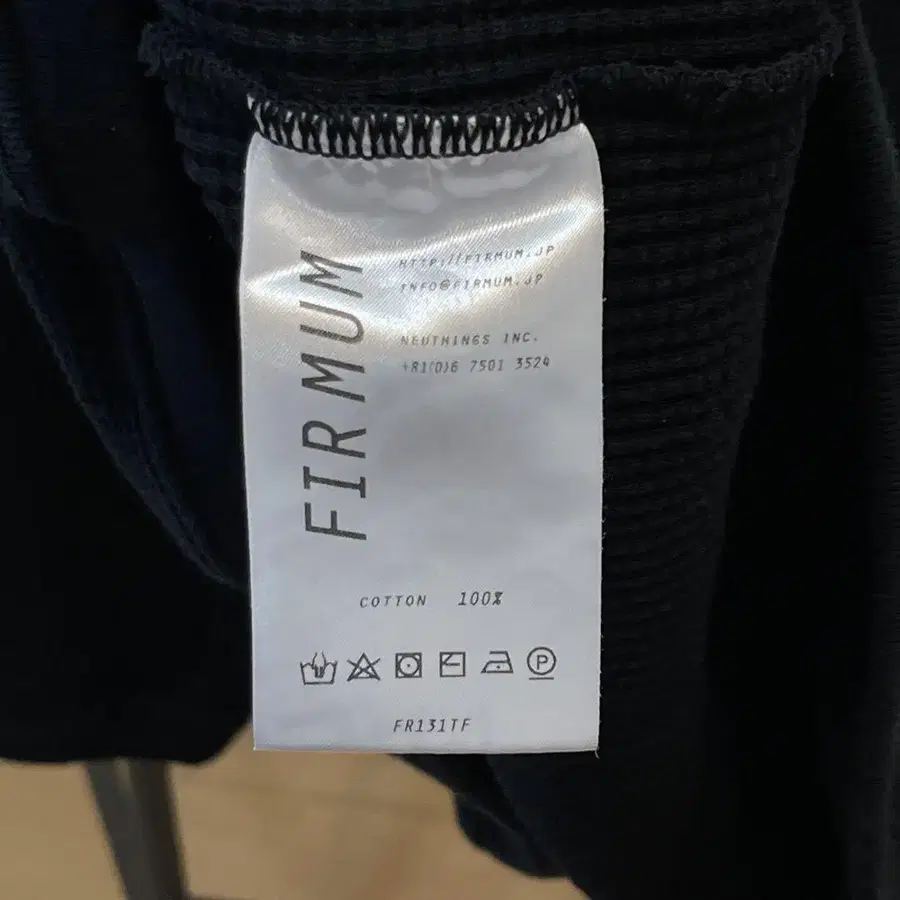 FIRMUM
HTTP://FIRMUM.JP
INFO@FIRMUM.JP
NEUTHINGS INC.
+81(0)6 7501 3524
COTTON 100%
P
FR131TF